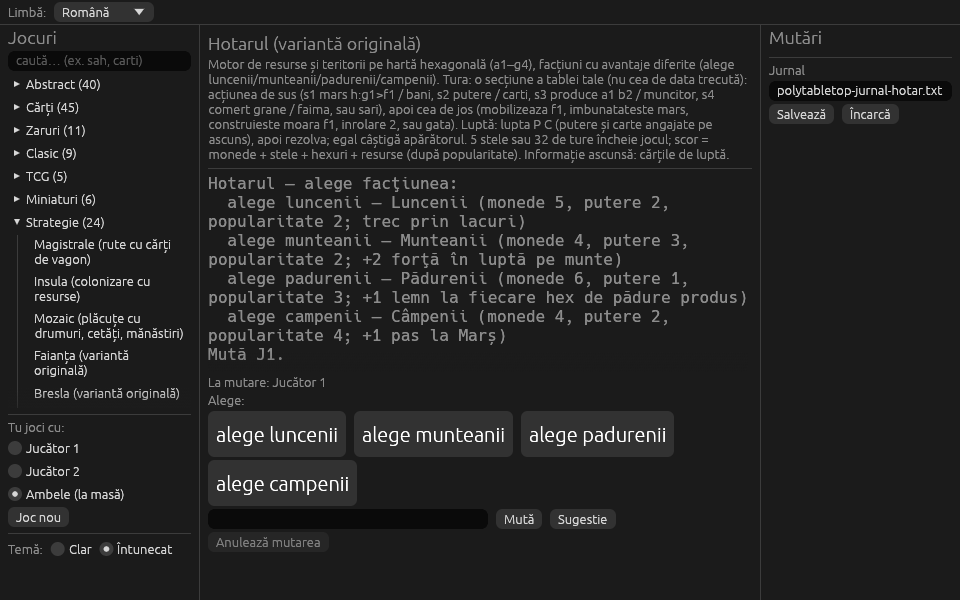 Limbă: Română
Jocuri
caută… (ex. sah, carti)
Abstract (40)
Cărți (45)
Zaruri (11)
Clasic (9)
TCG (5)
Miniaturi (6)
Strategie (24)
Magistrale (rute cu cărți
de vagon)
Insula (colonizare cu
resurse)
Mozaic (plăcuțe cu
drumuri, cetăți, mănăstiri)
Faianța (variantă
originală)
Bresla (variantă originală)
Tu joci cu:
Jucător 1
Jucător 2
Ambele (la masă)
Joc nou
Temă: Clar Întunecat
Hotarul (variantă originală)
Motor de resurse și teritorii pe hartă hexagonală (a1–g4), facțiuni cu avantaje diferite (alege
luncenii/munteanii/padurenii/campenii). Tura: o secțiune a tablei tale (nu cea de data trecută):
acțiunea de sus (s1 mars h:g1>f1 / bani, s2 putere / carti, s3 produce a1 b2 / muncitor, s4
comert grane / faima, sau sari), apoi cea de jos (mobilizeaza f1, imbunatateste mars,
construieste moara f1, inrolare 2, sau gata). Luptă: lupta P C (putere și carte angajate pe
ascuns), apoi rezolva; egal câștigă apărătorul. 5 stele sau 32 de ture încheie jocul; scor =
monede + stele + hexuri + resurse (după popularitate). Informație ascunsă: cărțile de luptă.
Hotarul — alege facţiunea:
alege luncenii — Luncenii (monede 5, putere 2,
popularitate 2; trec prin lacuri)
alege munteanii — Munteanii (monede 4, putere 3,
popularitate 2; +2 forţă în luptă pe munte)
alege padurenii — Pădurenii (monede 6, putere 1,
popularitate 3; +1 lemn la fiecare hex de pădure produs)
alege campenii — Câmpenii (monede 4, putere 2,
popularitate 4; +1 pas la Marș)
Mută J1.
La mutare: Jucător 1
Alege:
alege luncenii alege munteanii alege padurenii
alege campenii
Mută Sugestie
Anulează mutarea
Mutări
Jurnal
polytabletop-jurnal-hotar.txt
Salvează Încarcă